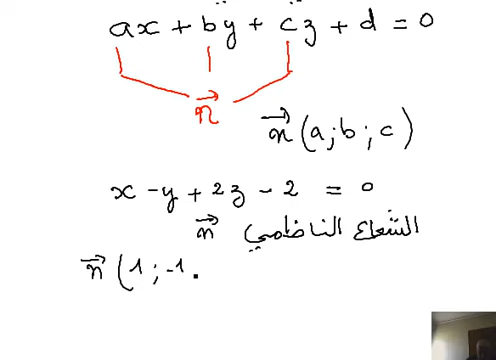 ax + by + cz + d = 0
n⃗
n⃗ (a; b; c)
x - y + 2z - 2 = 0
الشعاع الناظمي n⃗
n⃗ (1; -1